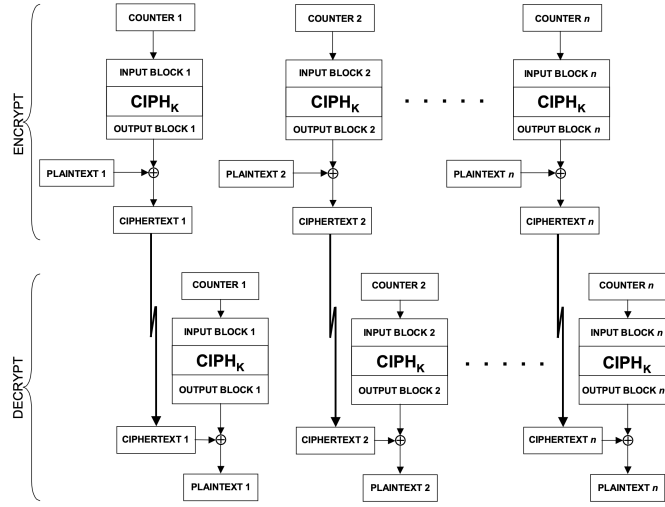 ENCRYPT
COUNTER 1
COUNTER 2
COUNTER n
INPUT BLOCK 1
INPUT BLOCK 2
INPUT BLOCK n
CIPHK
CIPHK
. . . . .
CIPHK
OUTPUT BLOCK 1
OUTPUT BLOCK 2
OUTPUT BLOCK n
PLAINTEXT 1
PLAINTEXT 2
PLAINTEXT n
CIPHERTEXT 1
CIPHERTEXT 2
CIPHERTEXT n
DECRYPT
COUNTER 1
COUNTER 2
COUNTER n
INPUT BLOCK 1
INPUT BLOCK 2
INPUT BLOCK n
CIPHK
CIPHK
. . . . .
CIPHK
OUTPUT BLOCK 1
OUTPUT BLOCK 2
OUTPUT BLOCK n
CIPHERTEXT 1
CIPHERTEXT 2
CIPHERTEXT n
PLAINTEXT 1
PLAINTEXT 2
PLAINTEXT n